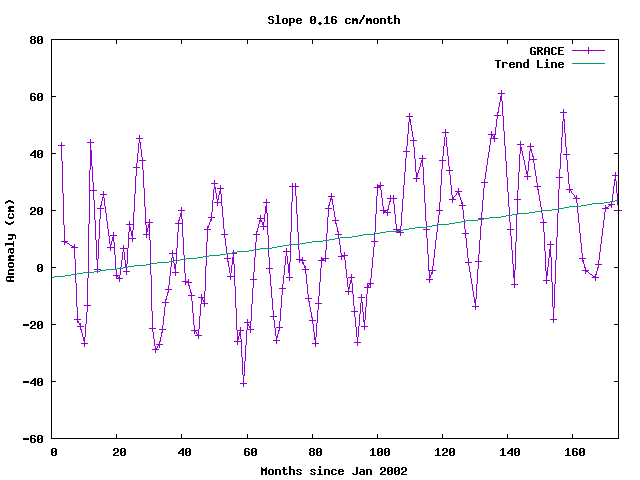 Slope 0.16 cm/month
80
60
40
20
0
-20
-40
-60
Anomaly (cm)
GRACE
Trend Line
0 20 40 60 80 100 120 140 160
Months since Jan 2002